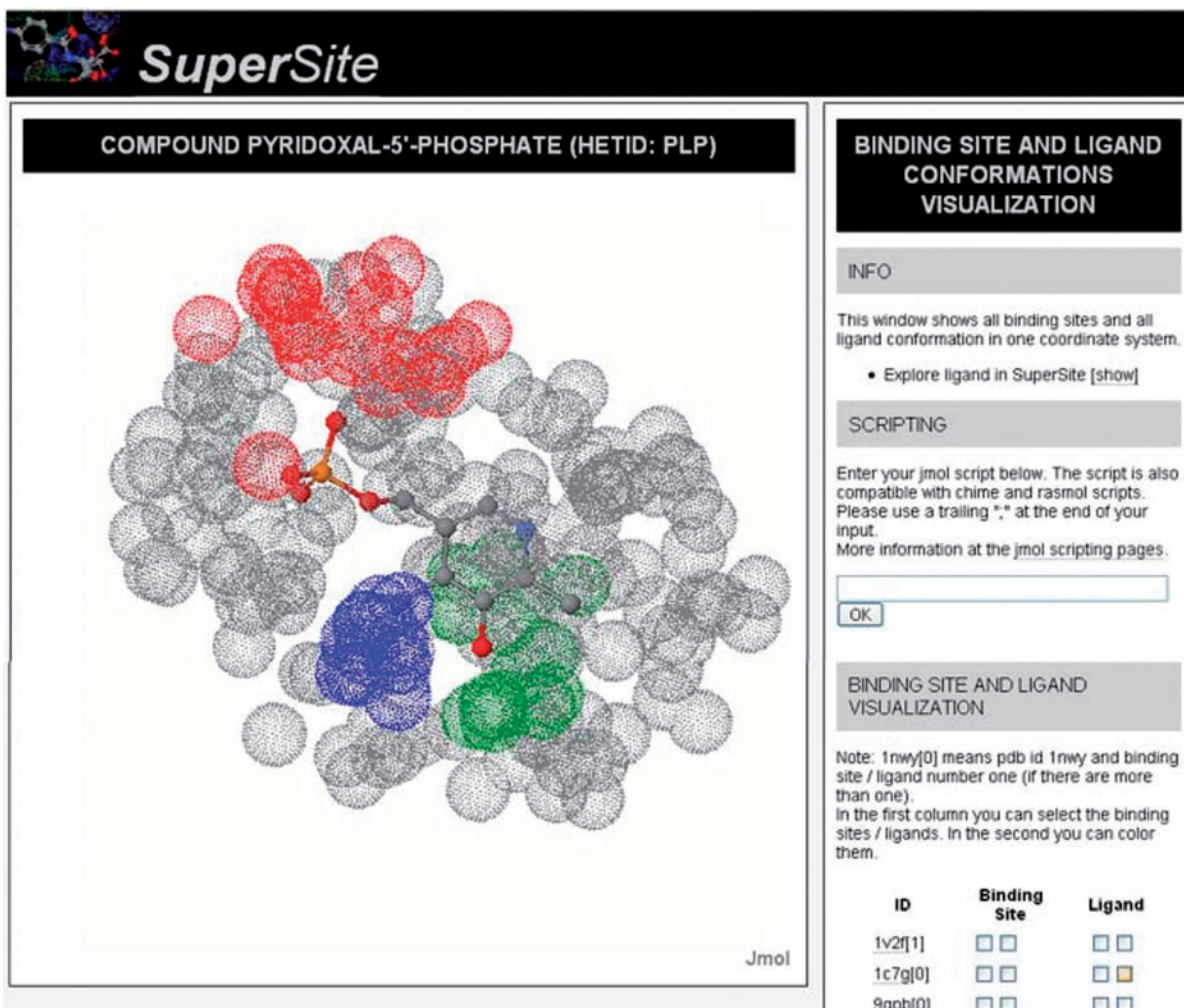 SuperSite
COMPOUND PYRIDOXAL-5'-PHOSPHATE (HETID: PLP)
Jmol
BINDING SITE AND LIGAND
CONFORMATIONS
VISUALIZATION
INFO
This window shows all binding sites and all
ligand conformation in one coordinate system.
• Explore ligand in SuperSite [show]
SCRIPTING
Enter your jmol script below. The script is also
compatible with chime and rasmol scripts.
Please use a trailing ";" at the end of your
input.
More information at the jmol scripting pages.
OK
BINDING SITE AND LIGAND
VISUALIZATION
Note: 1nwy[0] means pdb id 1nwy and binding
site / ligand number one (if there are more
than one).
In the first column you can select the binding
sites / ligands. In the second you can color
them.
ID Binding Site Ligand
1v2f[1]
1c7g[0]
9gpb[0]